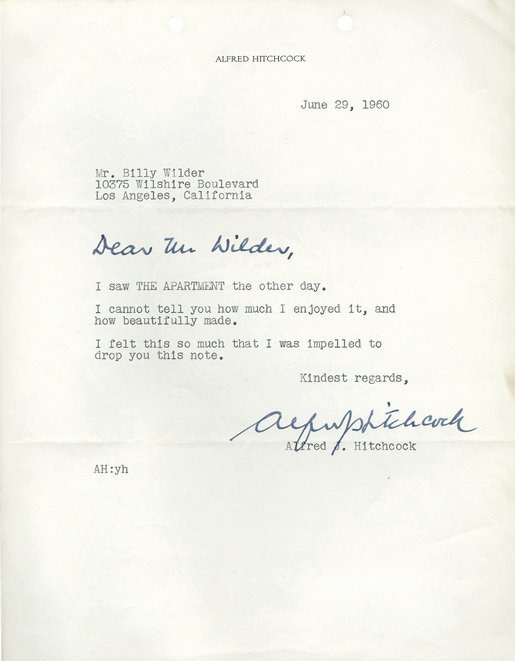 ALFRED HITCHCOCK
June 29, 1960
Mr. Billy Wilder
10375 Wilshire Boulevard
Los Angeles, California
Dear Mr. Wilder,
I saw THE APARTMENT the other day.
I cannot tell you how much I enjoyed it, and
how beautifully made.
I felt this so much that I was impelled to
drop you this note.
Kindest regards,
Alfred J Hitchcock
Alfred J. Hitchcock
AH:yh